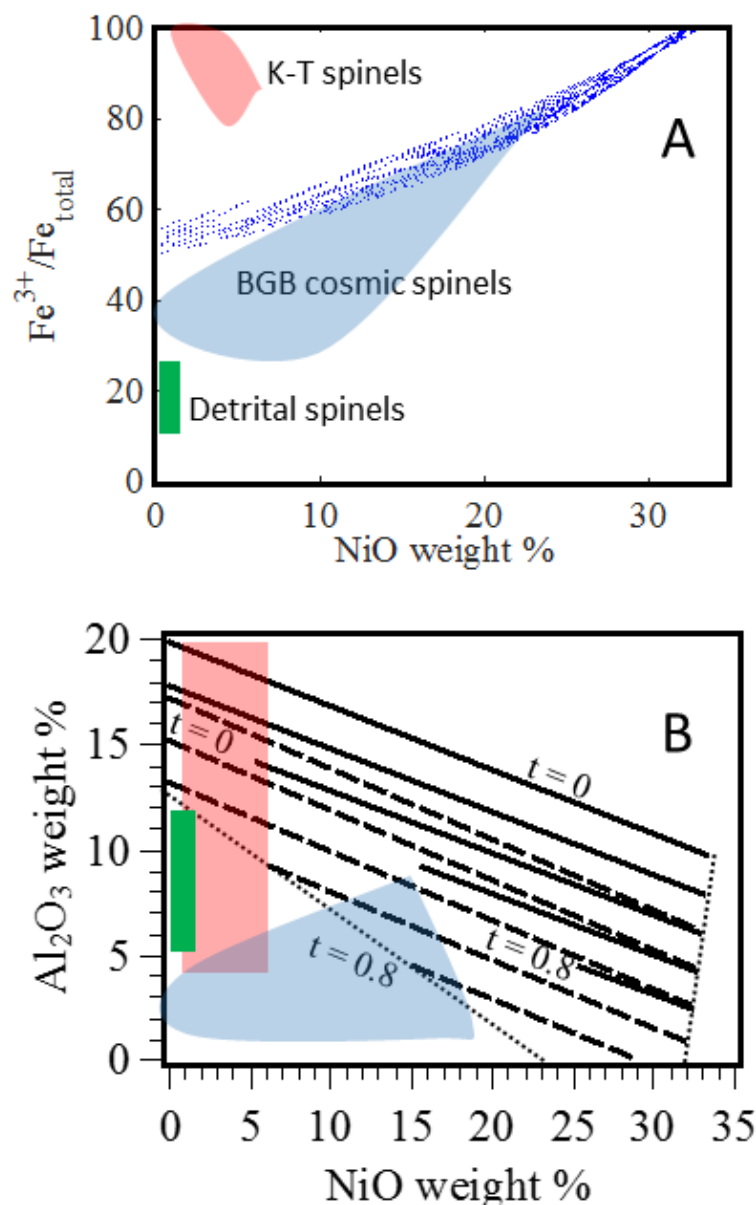 100
80
60
40
20
0
Fe3+/Fetotal
K-T spinels
A
BGB cosmic spinels
Detrital spinels
0 10 20 30
NiO weight %
20
15
10
5
0
Al2O3 weight %
B
t = 0
t = 0
t = 0.8
t = 0.8
0 5 10 15 20 25 30 35
NiO weight %